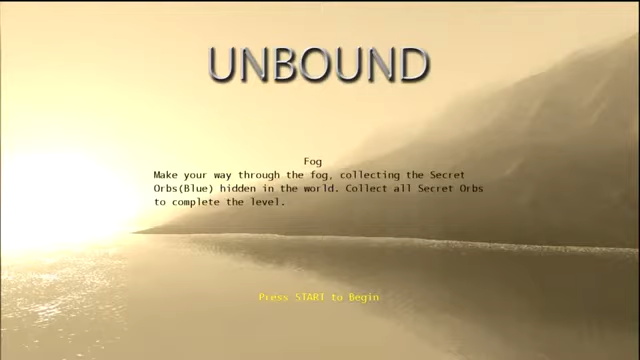 UNBOUND
Fog
Make your way through the fog, collecting the Secret
Orbs(Blue) hidden in the world. Collect all Secret Orbs
to complete the level.
Press START to Begin